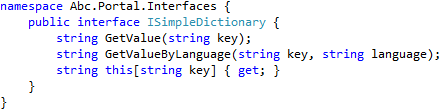 namespace Abc.Portal.Interfaces {
    public interface ISimpleDictionary {
        string GetValue(string key);
        string GetValueByLanguage(string key, string language);
        string this[string key] { get; }
    }
}